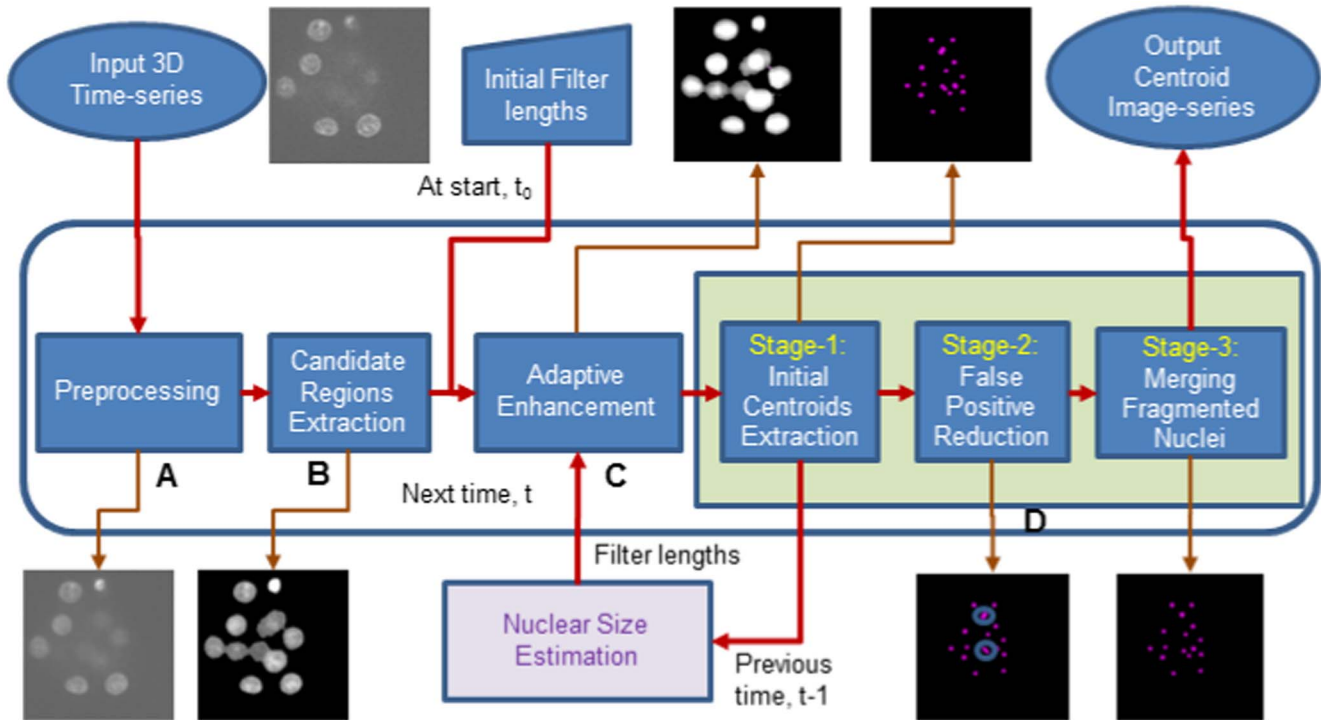 Input 3D
Time-series
Initial Filter
lengths
Output
Centroid
Image-series
At start, t₀
Preprocessing
Candidate
Regions
Extraction
Adaptive
Enhancement
Stage-1:
Initial
Centroids
Extraction
Stage-2:
False
Positive
Reduction
Stage-3:
Merging
Fragmented
Nuclei
A
B
C
D
Next time, t
Filter lengths
Nuclear Size
Estimation
Previous
time, t-1